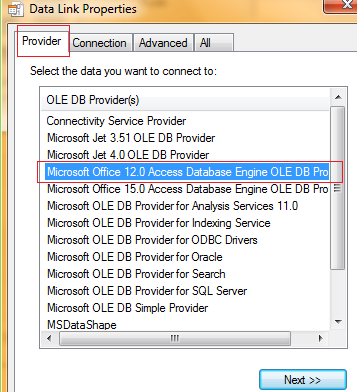 Data Link Properties
Provider Connection Advanced All
Select the data you want to connect to:
OLE DB Provider(s)
Connectivity Service Provider
Microsoft Jet 3.51 OLE DB Provider
Microsoft Jet 4.0 OLE DB Provider
Microsoft Office 12.0 Access Database Engine OLE DB Pro
Microsoft Office 15.0 Access Database Engine OLE DB Pro
Microsoft OLE DB Provider for Analysis Services 11.0
Microsoft OLE DB Provider for Indexing Service
Microsoft OLE DB Provider for ODBC Drivers
Microsoft OLE DB Provider for Oracle
Microsoft OLE DB Provider for Search
Microsoft OLE DB Provider for SQL Server
Microsoft OLE DB Simple Provider
MSDataShape
Next >>